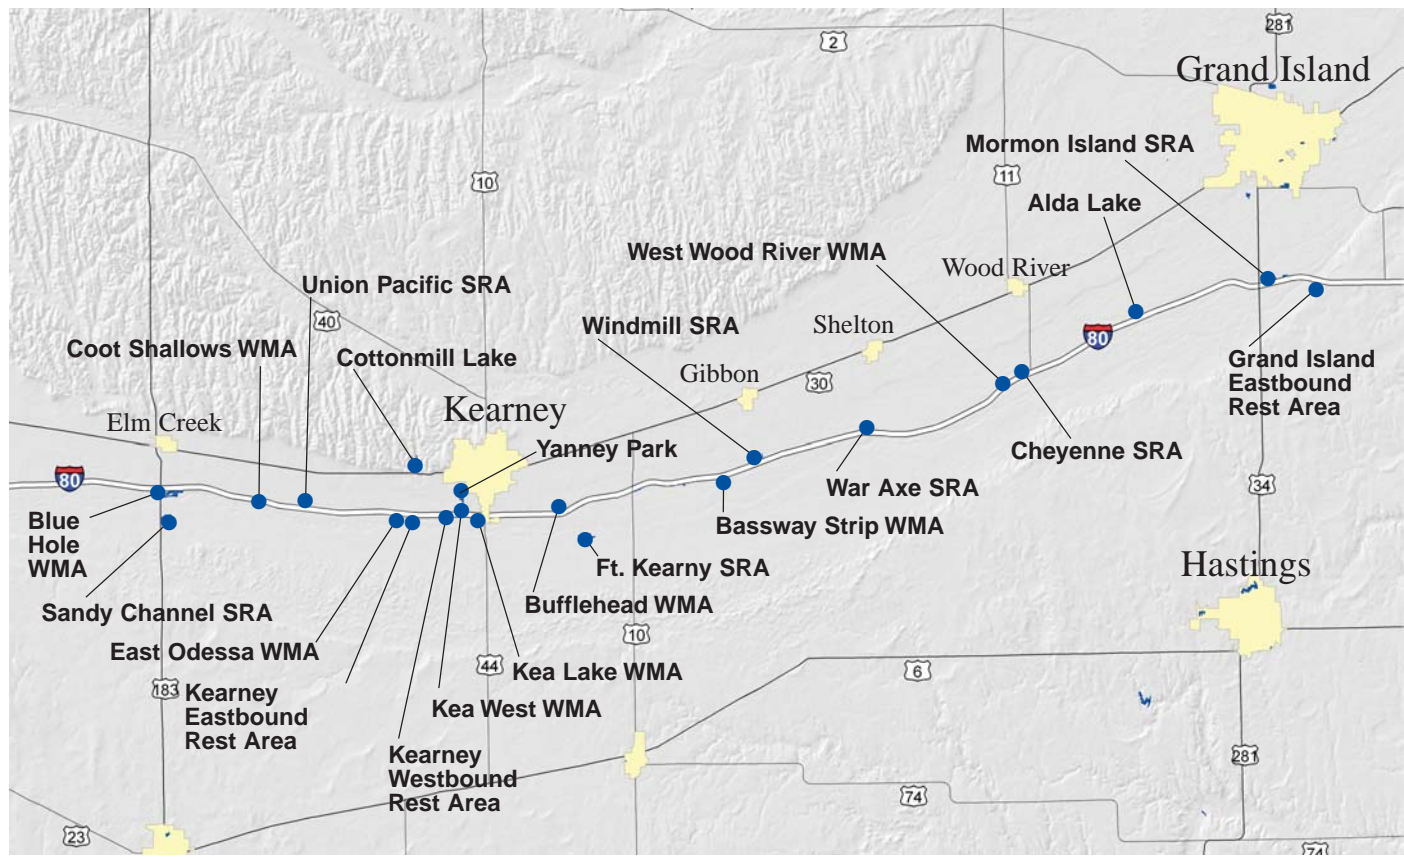 281
2
Grand Island
Mormon Island SRA
10
11
Alda Lake
West Wood River WMA
Wood River
Union Pacific SRA
40
Windmill SRA
Shelton
80
Coot Shallows WMA
Cottonmill Lake
Gibbon
30
Grand Island
Eastbound
Rest Area
Elm Creek
Kearney
Yanney Park
Cheyenne SRA
80
War Axe SRA
34
Blue
Hole
WMA
Bassway Strip WMA
Ft. Kearny SRA
Hastings
Sandy Channel SRA
Bufflehead WMA
10
East Odessa WMA
44
Kea Lake WMA
6
183
Kearney
Eastbound
Rest Area
Kea West WMA
Kearney
Westbound
Rest Area
281
74
23
74